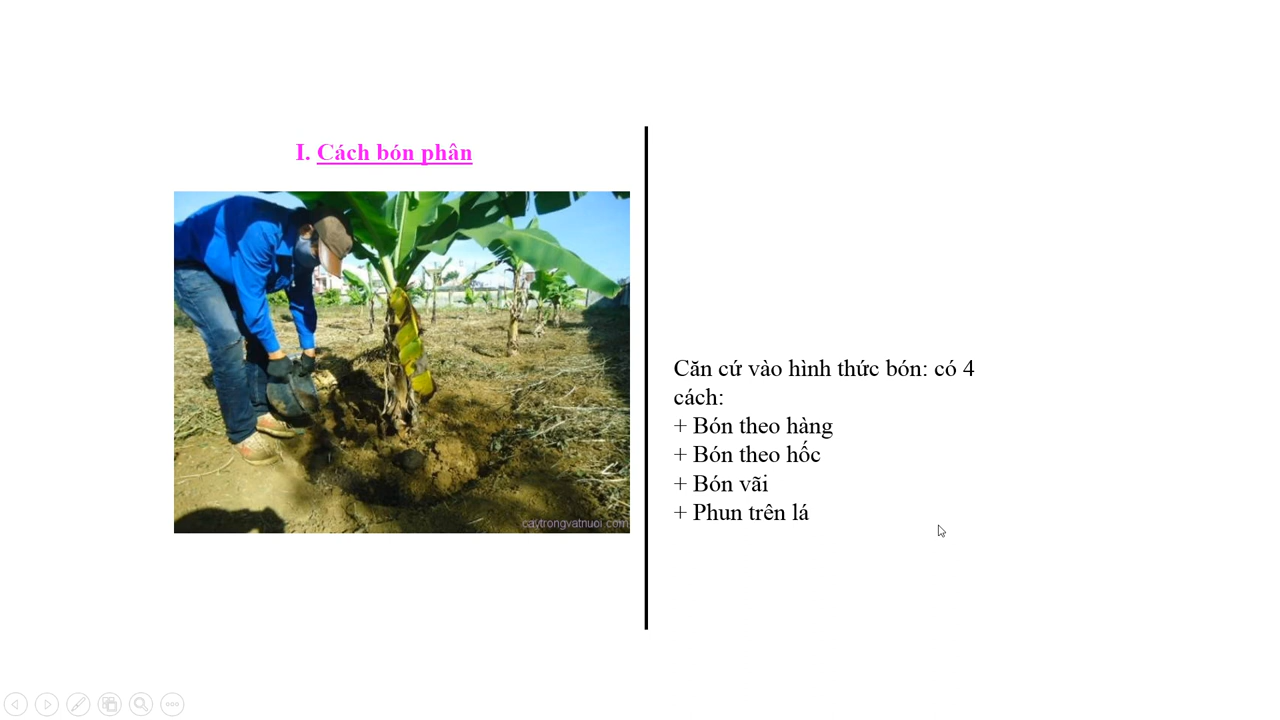 I. Cách bón phân
caytrongvatnuoi.com
Căn cứ vào hình thức bón: có 4
cách:
+ Bón theo hàng
+ Bón theo hốc
+ Bón vãi
+ Phun trên lá